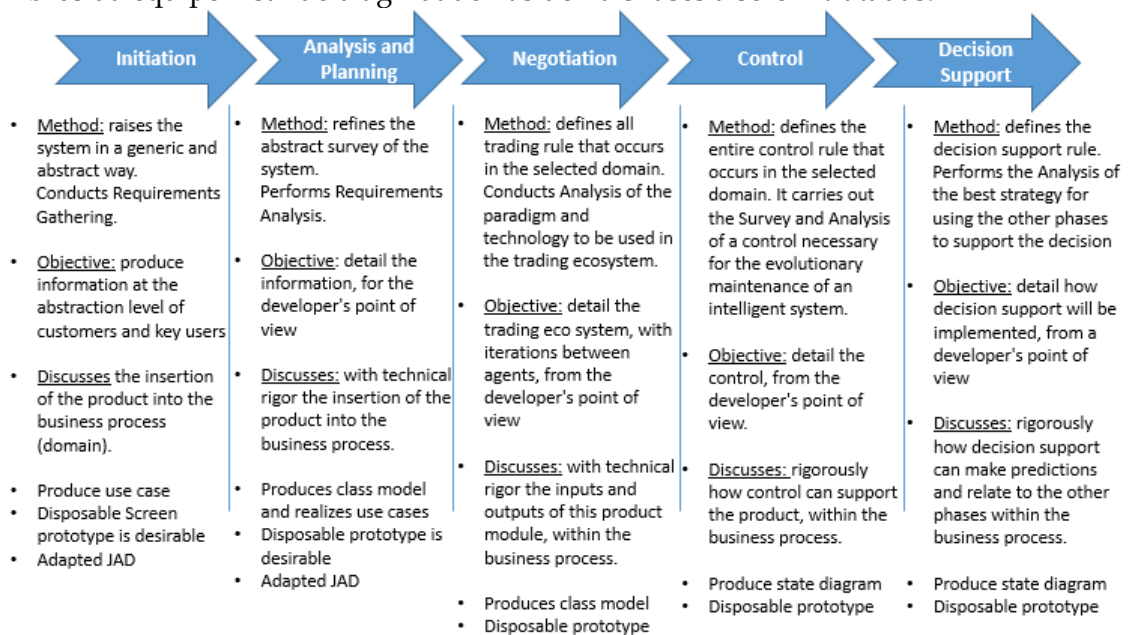 Initiation
Analysis and
Planning
Negotiation
Control
Decision
Support
• Method: raises the
system in a generic and
abstract way.
Conducts Requirements
Gathering.
• Objective: produce
information at the
abstraction level of
customers and key users
• Discusses the insertion
of the product into the
business process
(domain).
• Produce use case
• Disposable Screen
prototype is desirable
• Adapted JAD
• Method: refines the
abstract survey of the
system.
Performs Requirements
Analysis.
• Objective: detail the
information, for the
developer's point of
view
• Discusses: with technical
rigor the insertion of the
product into the
business process.
• Produces class model
and realizes use cases
• Disposable prototype is
desirable
• Adapted JAD
• Method: defines all
trading rule that occurs
in the selected domain.
Conducts Analysis of the
paradigm and
technology to be used in
the trading ecosystem.
• Objective: detail the
trading eco system, with
iterations between
agents, from the
developer's point of
view
• Discusses: with technical
rigor the inputs and
outputs of this product
module, within the
business process.
• Produces class model
• Disposable prototype
• Method: defines the
entire control rule that
occurs in the selected
domain. It carries out
the Survey and Analysis
of a control necessary
for the evolutionary
maintenance of an
intelligent system.
• Objective: detail the
control, from the
developer's point of
view.
• Discusses: rigorously
how control can support
the product, within the
business process.
• Produce state diagram
• Disposable prototype
• Method: defines the
decision support rule.
Performs the Analysis of
the best strategy for
using the other phases
to support the decision
• Objective: detail how
decision support will be
implemented, from a
developer's point of
view
• Discusses: rigorously
how decision support
can make predictions
and relate to the other
phases within the
business process.
• Produce state diagram
• Disposable prototype